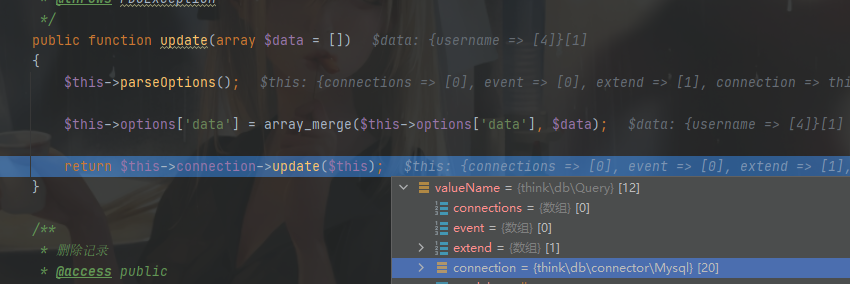 * @throws PDOException
*/
public function update(array $data = [])  $data: {username => [4]}[1]
{
$this->parseOptions();  $this: {connections => [0], event => [0], extend => [1], connection => thi
$this->options['data'] = array_merge($this->options['data'], $data);  $data: {username => [4]}[1]
return $this->connection->update($this);  $this: {connections => [0], event => [0], extend => [1],
}
valueName = {think\db\Query} [12]
connections = {数组} [0]
event = {数组} [0]
/**
extend = {数组} [1]
* 删除记录
connection = {think\db\connector\Mysql} [20]
* @access public